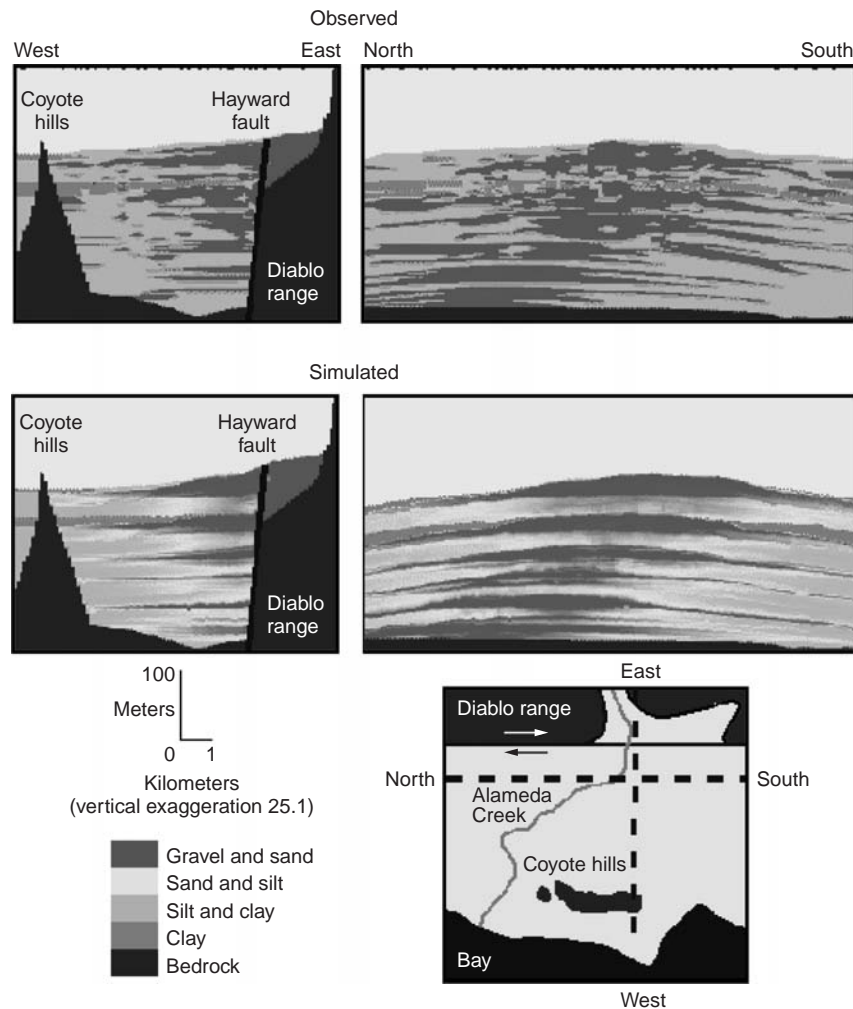 Observed
West East North South
Coyote
hills
Hayward
fault
Diablo
range
Simulated
Coyote
hills
Hayward
fault
Diablo
range
100
Meters
0 1
Kilometers
(vertical exaggeration 25.1)
Gravel and sand
Sand and silt
Silt and clay
Clay
Bedrock
East
Diablo range
North South
Alameda
Creek
Coyote hills
Bay
West